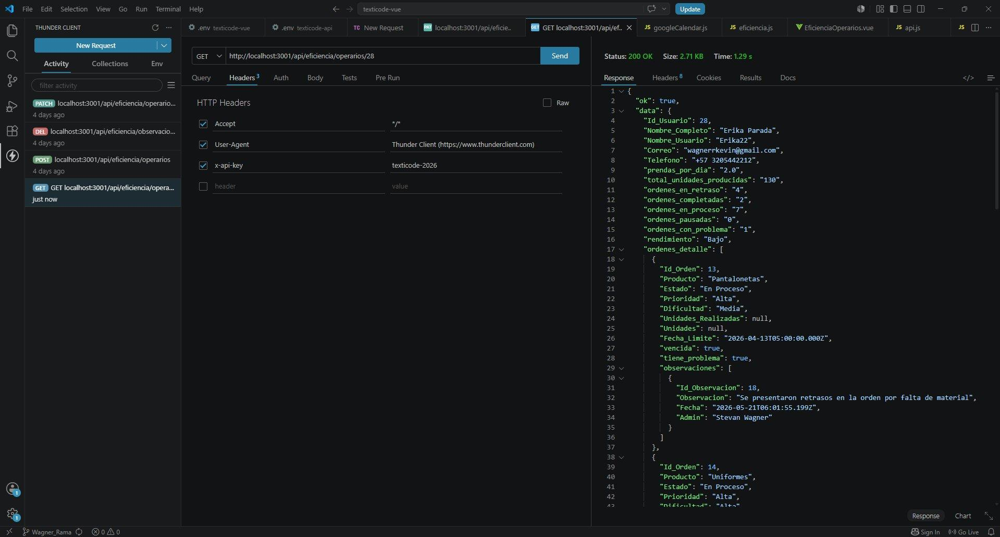 File Edit Selection View Go Run Terminal Help
texticode-vue
Update
THUNDER CLIENT
New Request
Activity Collections Env
filter activity
PATCH localhost:3001/api/eficiencia/operario...
4 days ago
DEL localhost:3001/api/eficiencia/observacio...
4 days ago
POST localhost:3001/api/eficiencia/operarios
4 days ago
GET GET localhost:3001/api/eficiencia/opera...
just now
.env texticode-vue
.env texticode-api
TC New Request
PAT localhost:3001/api/eficie..
GET GET localhost:3001/api/ef..
JS googleCalendar.js
JS eficiencia.js
EficienciaOperarios.vue
JS api.js
JS
GET http://localhost:3001/api/eficiencia/operarios/28 Send
Query Headers 3 Auth Body Tests Pre Run
HTTP Headers Raw
Accept */*
User-Agent Thunder Client (https://www.thunderclient.com)
x-api-key texticode-2026
header value
Status: 200 OK Size: 2.71 KB Time: 1.29 s
Response Headers 8 Cookies Results Docs </>
1 {
2 "ok": true,
3 "data": {
4 "Id_Usuario": 28,
5 "Nombre_Completo": "Erika Parada",
6 "Nombre_Usuario": "Erika22",
7 "Correo": "wagnerrkevin@gmail.com",
8 "Telefono": "+57 3205442212",
9 "prendas_por_dia": "2.0",
10 "total_unidades_producidas": "130",
11 "ordenes_en_retraso": "4",
12 "ordenes_completadas": "2",
13 "ordenes_en_proceso": "7",
14 "ordenes_pausadas": "0",
15 "ordenes_con_problema": "1",
16 "rendimiento": "Bajo",
17 "ordenes_detalle": [
18 {
19 "Id_Orden": 13,
20 "Producto": "Pantalonetas",
21 "Estado": "En Proceso",
22 "Prioridad": "Alta",
23 "Dificultad": "Media",
24 "Unidades_Realizadas": null,
25 "Unidades": null,
26 "Fecha_Limite": "2026-04-13T05:00:00.000Z",
27 "vencida": true,
28 "tiene_problema": true,
29 "observaciones": [
30 {
31 "Id_Observacion": 18,
32 "Observacion": "Se presentaron retrasos en la orden por falta de material",
33 "Fecha": "2026-05-21T06:01:55.199Z",
34 "Admin": "Stevan Wagner"
35 }
36 ]
37 },
38 {
39 "Id_Orden": 14,
40 "Producto": "Uniformes",
41 "Estado": "En Proceso",
42 "Prioridad": "Alta",
43 "Dificultad": "Alta"
Response Chart
1
1
Wagner_Rama 0 0
Sign In Go Live